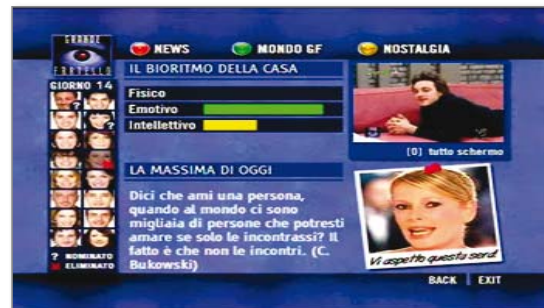 GRANDE
FRATELLO
NEWS
MONDO GF
NOSTALGIA
GIORNO 14
IL BIORITMO DELLA CASA
Fisico
Emotivo
Intellettivo
[0] tutto schermo
LA MASSIMA DI OGGI
Dici che ami una persona,
quando al mondo ci sono
migliaia di persone che potresti
amare se solo le incontrassi? Il
fatto è che non le incontri. (C.
Bukowski)
Vi aspetto questa sera!
? NOMINATO
ELIMINATO
BACK EXIT